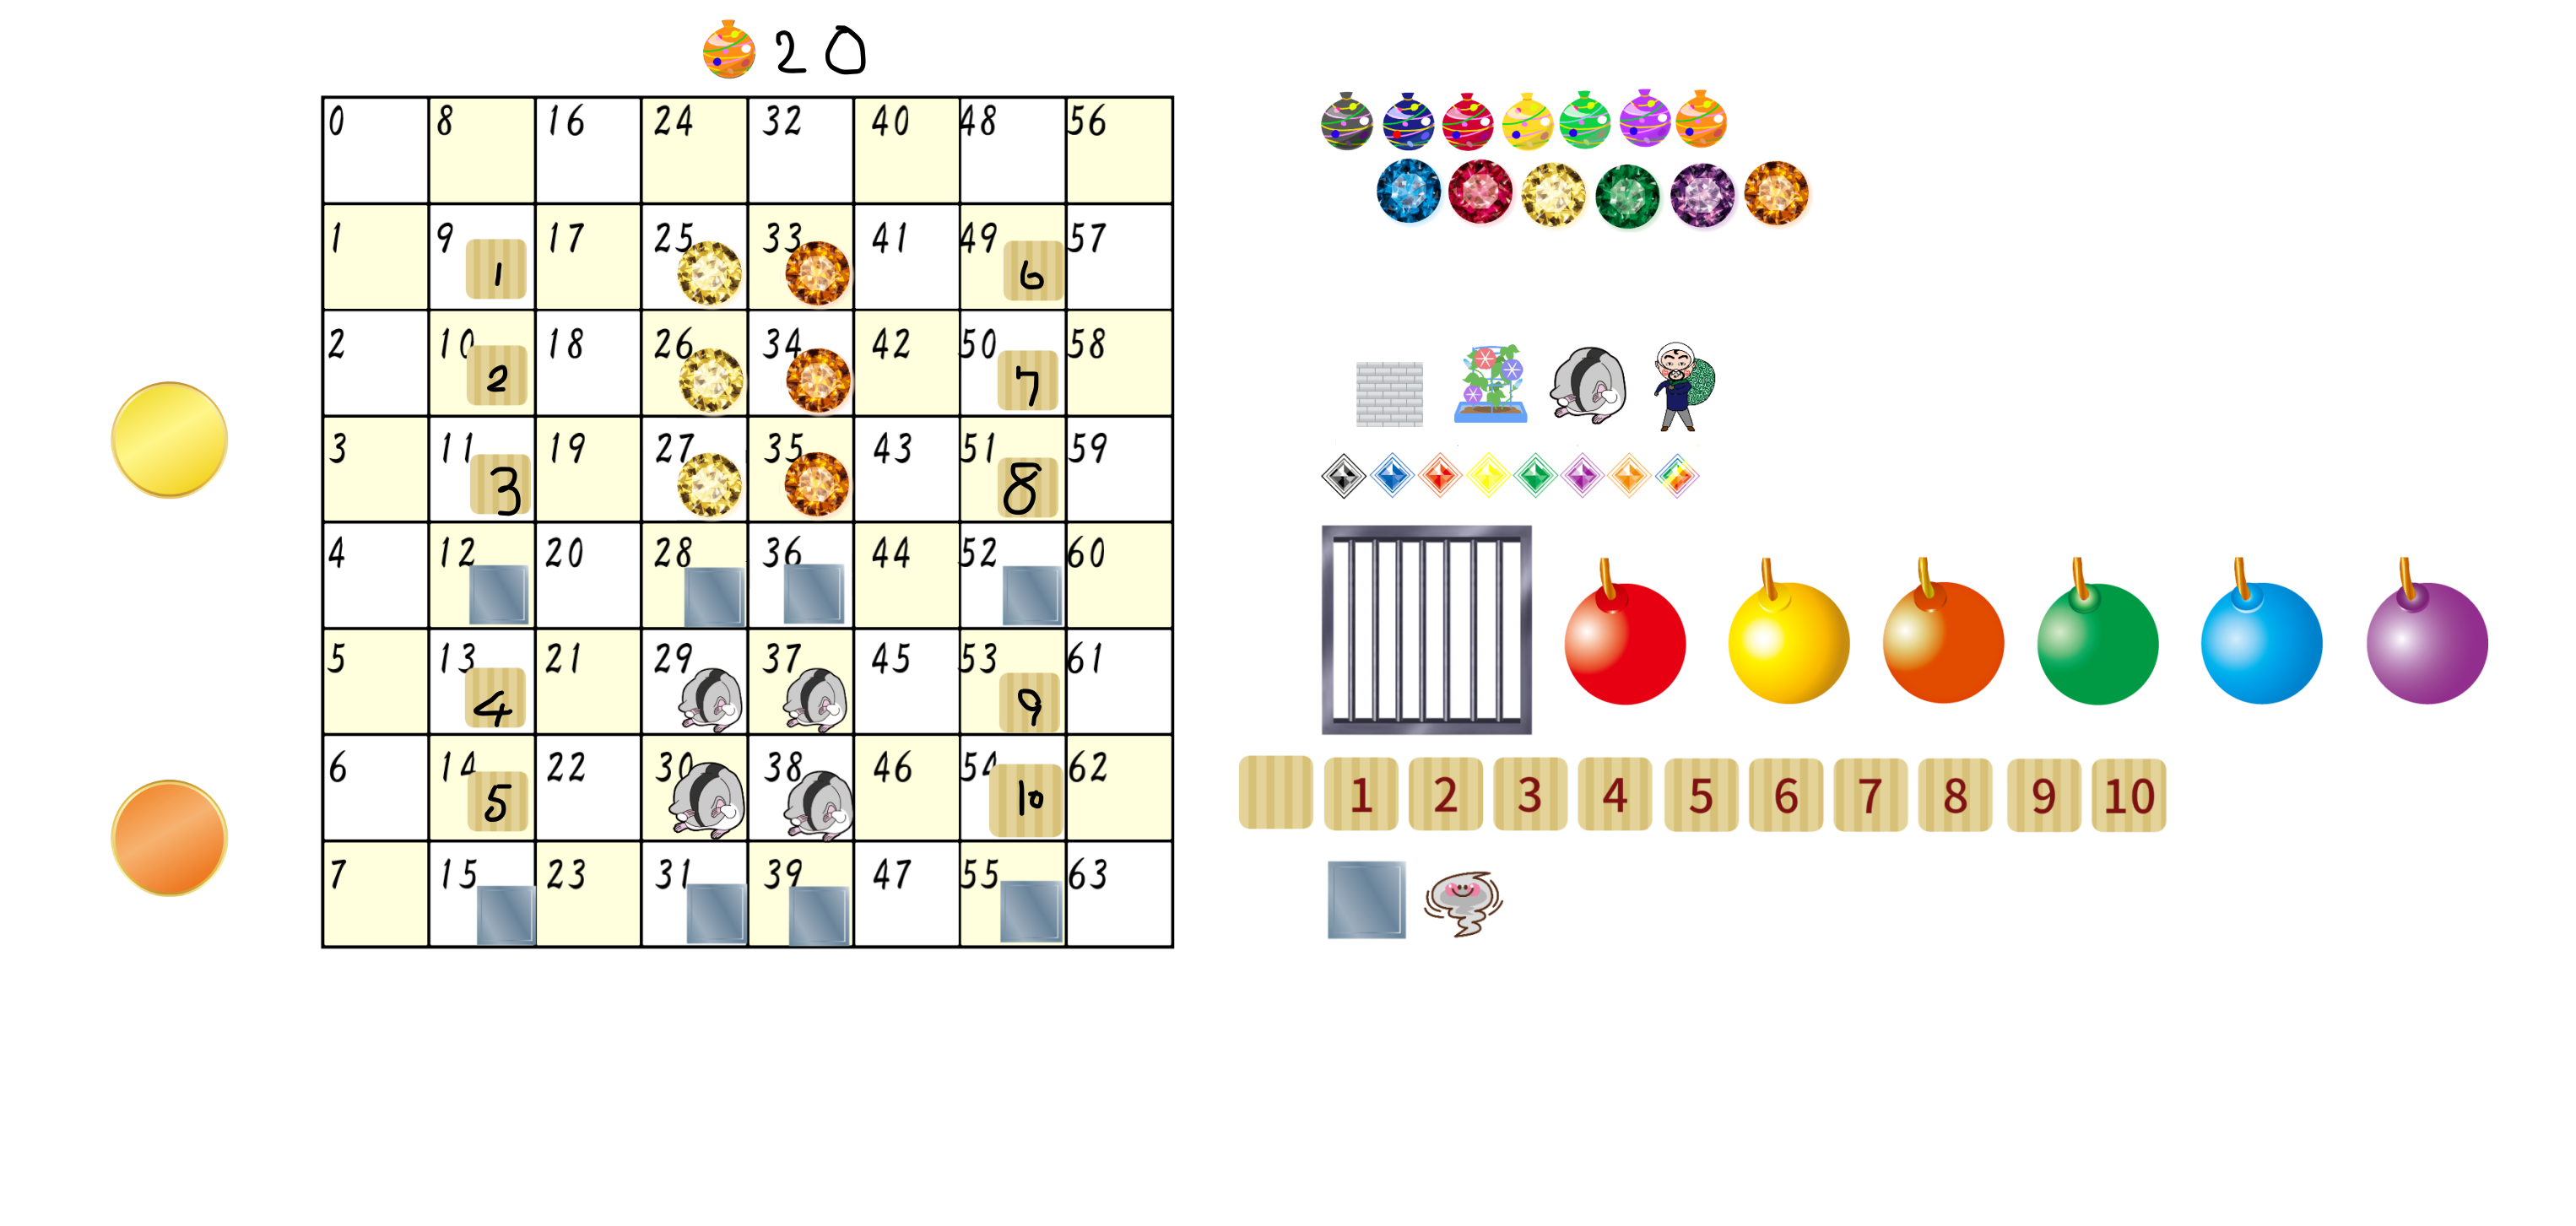 20
0 8 16 24 32 40 48 56
1 9 1 17 25 33 41 49 6 57
2 10 2 18 26 34 42 50 7 58
3 11 3 19 27 35 43 51 8 59
4 12 20 28 36 44 52 60
5 13 4 21 29 37 45 53 9 61
6 14 5 22 30 38 46 54 10 62
7 15 23 31 39 47 55 63
1 2 3 4 5 6 7 8 9 10